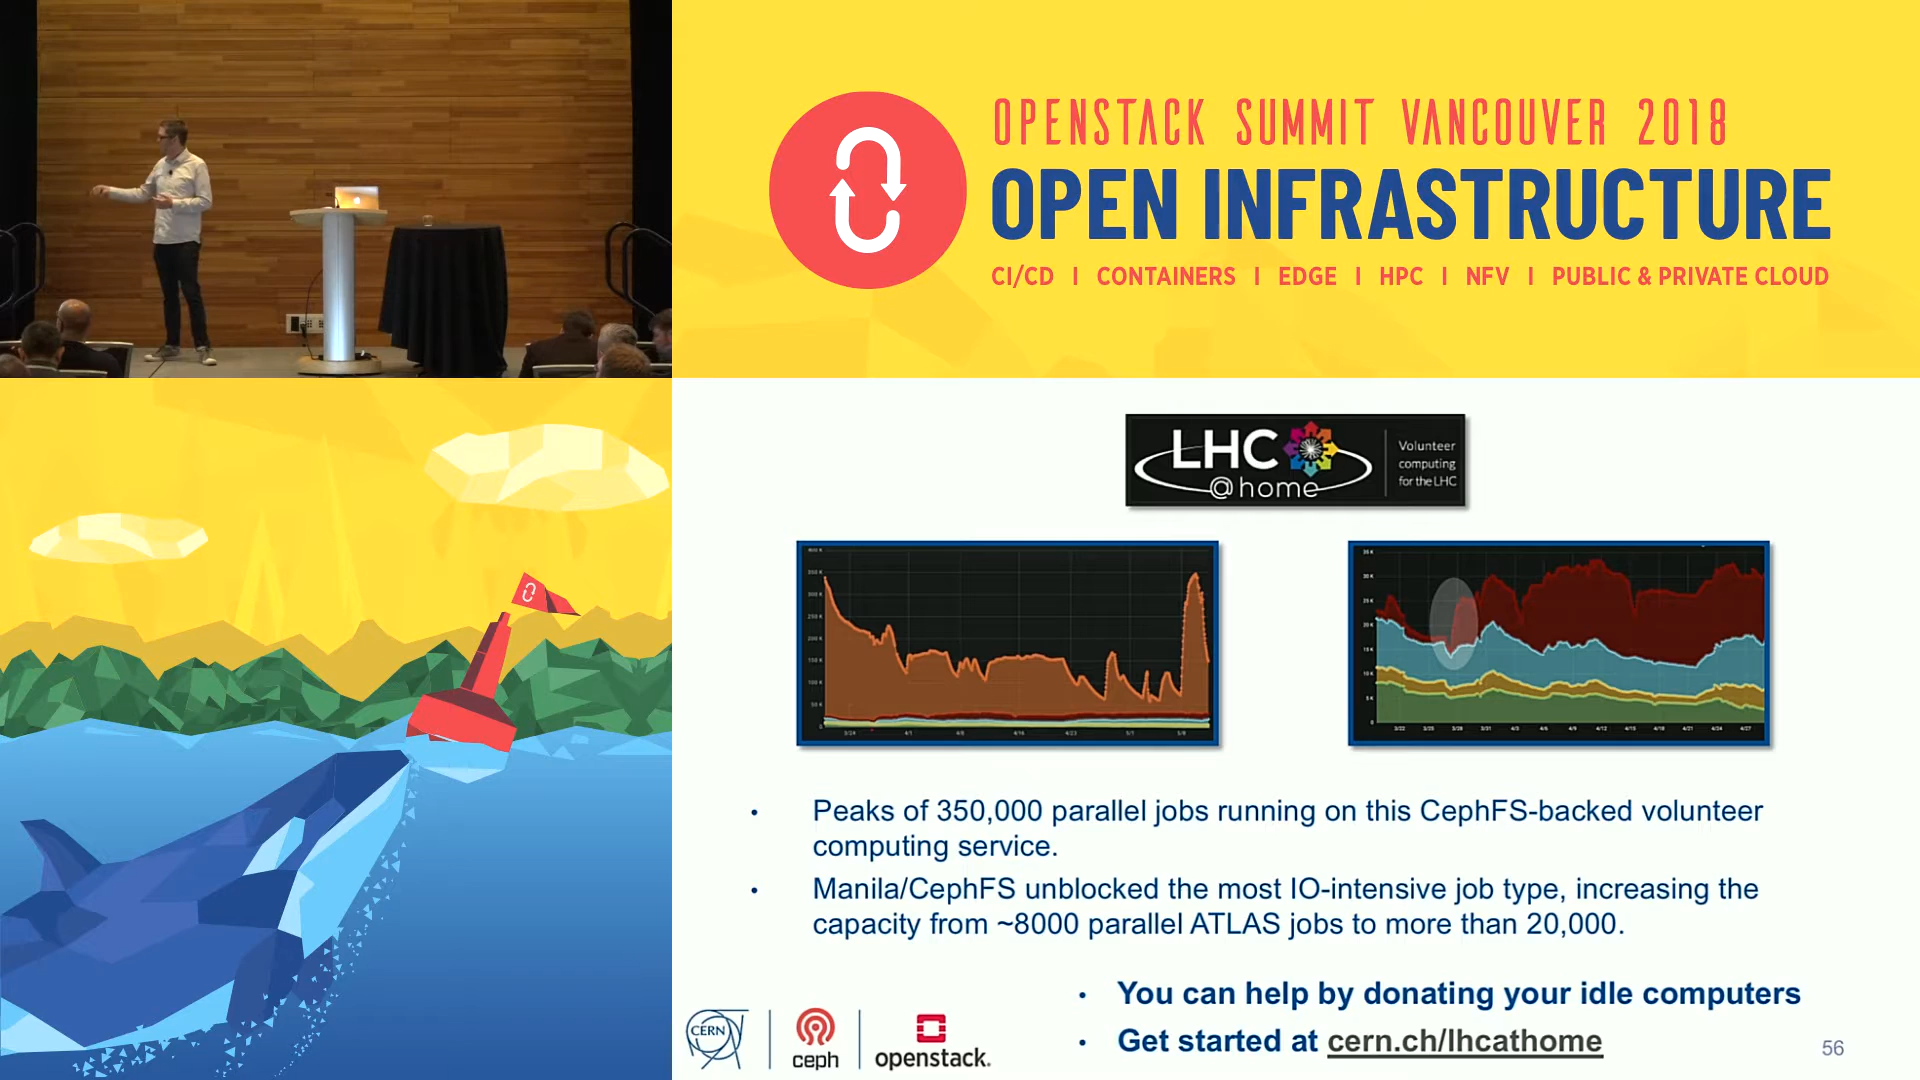 OPENSTACK SUMMIT VANCOUVER 2018
OPEN INFRASTRUCTURE
CI/CD I CONTAINERS I EDGE I HPC I NFV I PUBLIC & PRIVATE CLOUD
LHC
@home
Volunteer
computing
for the LHC
• Peaks of 350,000 parallel jobs running on this CephFS-backed volunteer
computing service.
• Manila/CephFS unblocked the most IO-intensive job type, increasing the
capacity from ~8000 parallel ATLAS jobs to more than 20,000.
• You can help by donating your idle computers
• Get started at cern.ch/lhcathome
CERN
ceph
openstack.
56